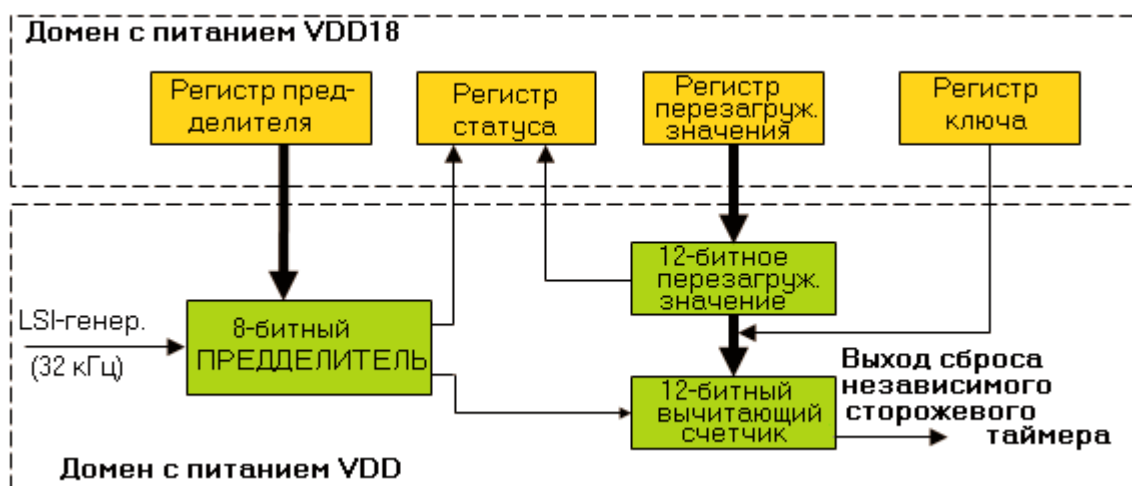 Домен с питанием VDD18
Регистр пред-
делителя
Регистр
статуса
Регистр
перезагруж.
значения
Регистр
ключа
12-битное
перезагруж.
значение
LSI-генер.
(32 кГц)
8-битный
ПРЕДДЕЛИТЕЛЬ
12-битный
вычитающий
счетчик
Выход сброса
независимого
сторожевого
таймера
Домен с питанием VDD